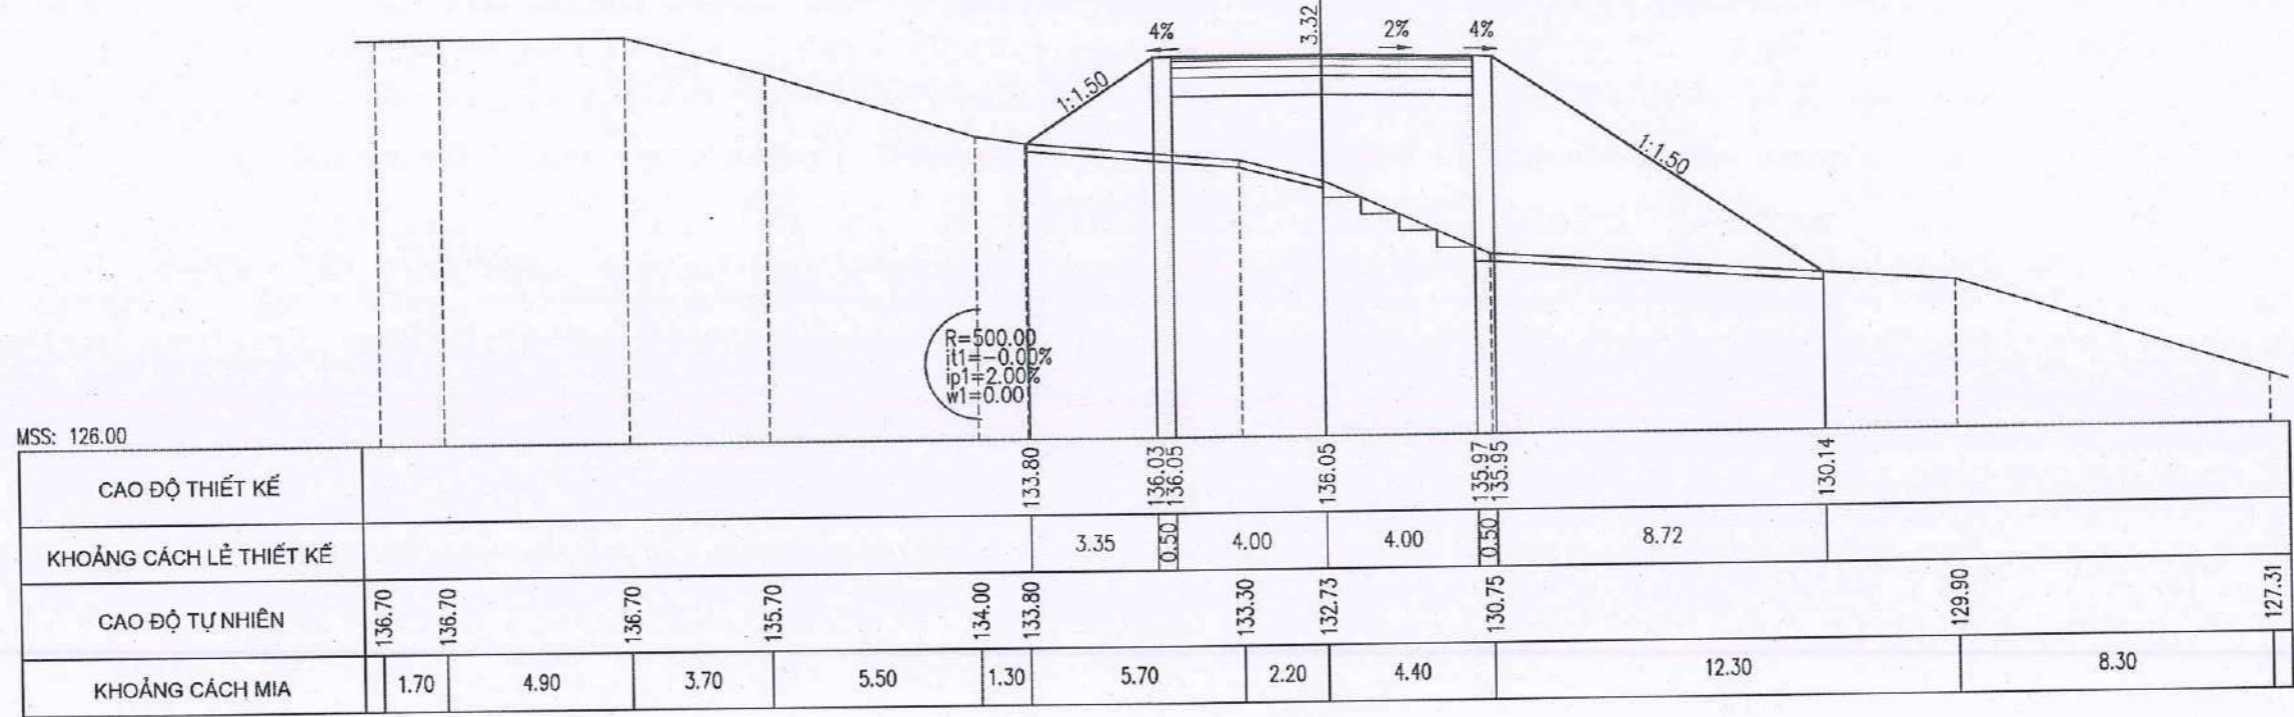 3.32
4%
2%
4%
1:1.50
1:1.50
R=500.00
it1=-0.00%
ip1=2.00%
w1=0.00
MSS: 126.00
CAO ĐỘ THIẾT KẾ 133.80 136.03 136.05 136.05 135.97 135.95 130.14
KHOẢNG CÁCH LẺ THIẾT KẾ 3.35 0.50 4.00 4.00 0.50 8.72
CAO ĐỘ TỰ NHIÊN 136.70 136.70 136.70 135.70 134.00 133.80 133.30 132.73 130.75 129.90 127.31
KHOẢNG CÁCH MIA 1.70 4.90 3.70 5.50 1.30 5.70 2.20 4.40 12.30 8.30